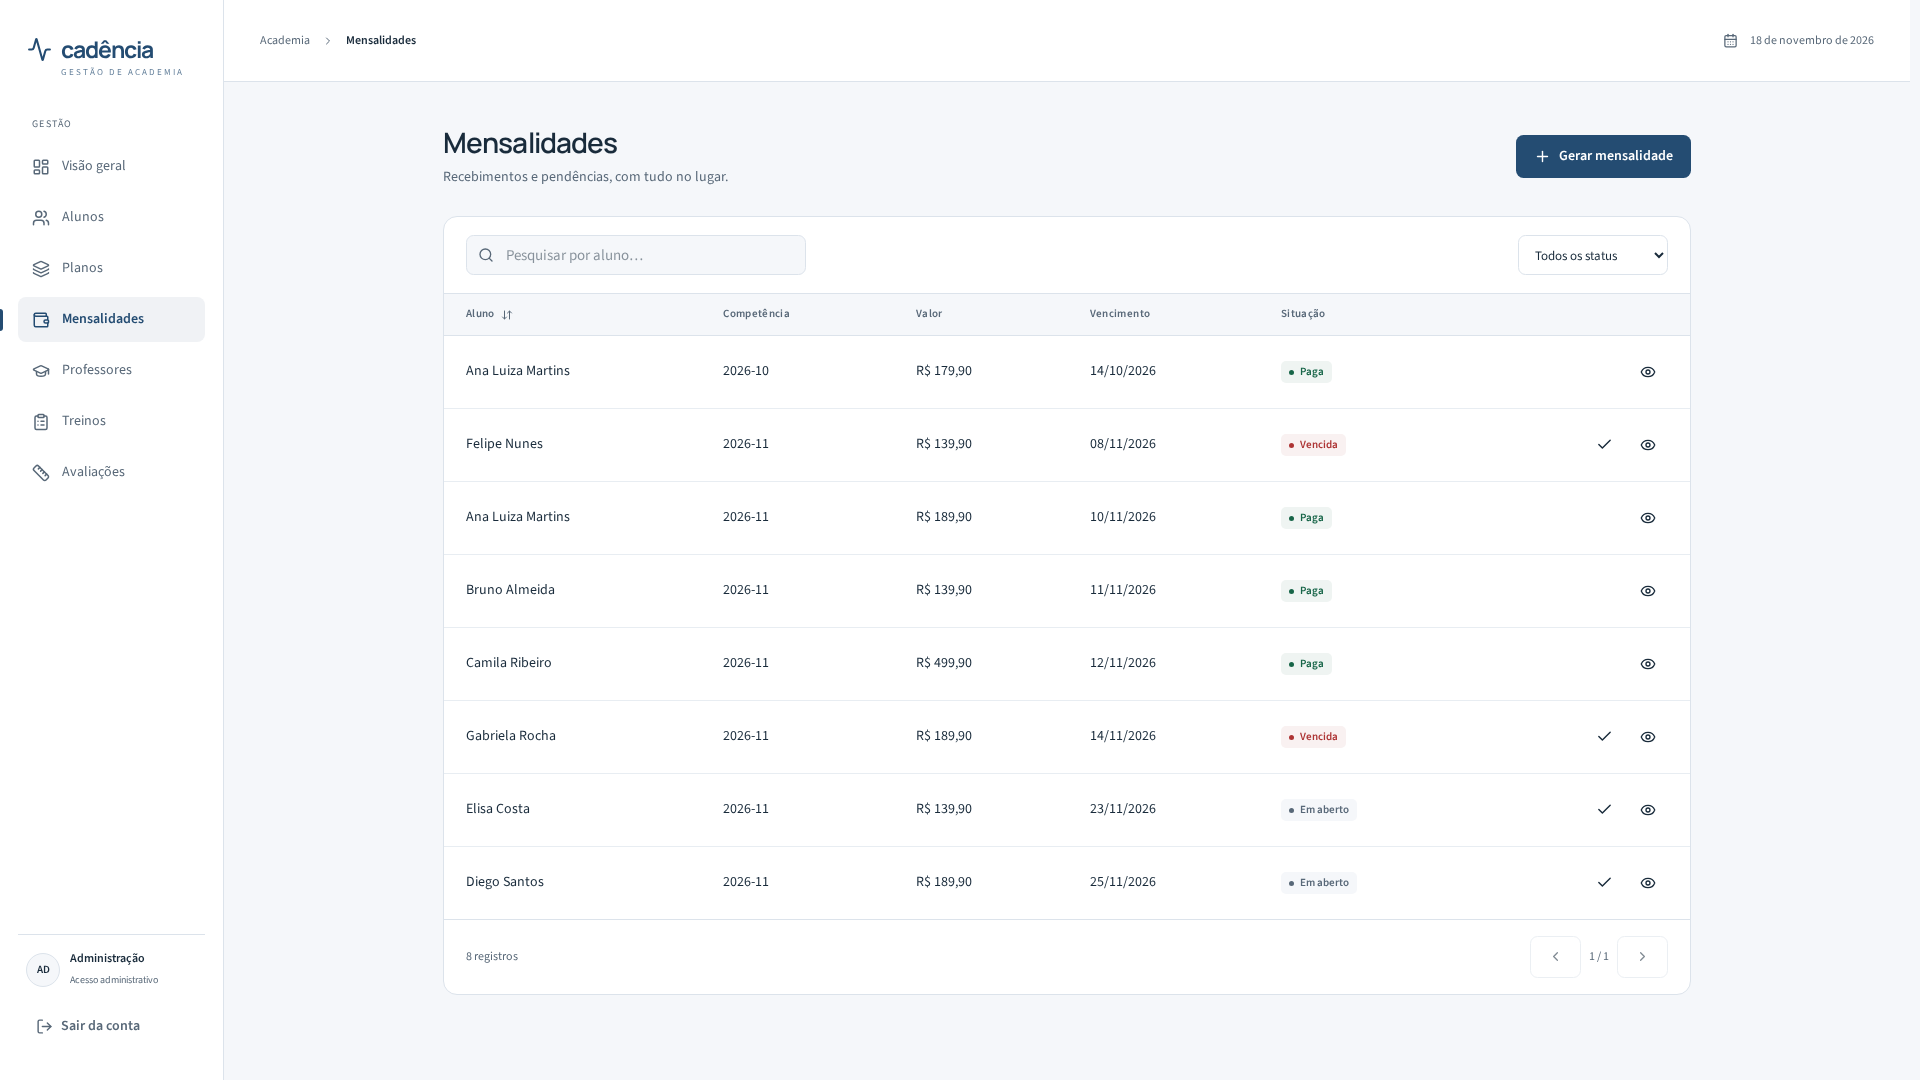 cadência
GESTÃO DE ACADEMIA
GESTÃO
Visão geral
Alunos
Planos
Mensalidades
Professores
Treinos
Avaliações
AD
Administração
Acesso administrativo
Sair da conta
Academia > Mensalidades
18 de novembro de 2026
Mensalidades
Recebimentos e pendências, com tudo no lugar.
Gerar mensalidade
Pesquisar por aluno...
Todos os status
Aluno Competência Valor Vencimento Situação
Ana Luiza Martins 2026-10 R$ 179,90 14/10/2026 Paga
Felipe Nunes 2026-11 R$ 139,90 08/11/2026 Vencida
Ana Luiza Martins 2026-11 R$ 189,90 10/11/2026 Paga
Bruno Almeida 2026-11 R$ 139,90 11/11/2026 Paga
Camila Ribeiro 2026-11 R$ 499,90 12/11/2026 Paga
Gabriela Rocha 2026-11 R$ 189,90 14/11/2026 Vencida
Elisa Costa 2026-11 R$ 139,90 23/11/2026 Em aberto
Diego Santos 2026-11 R$ 189,90 25/11/2026 Em aberto
8 registros
1 / 1